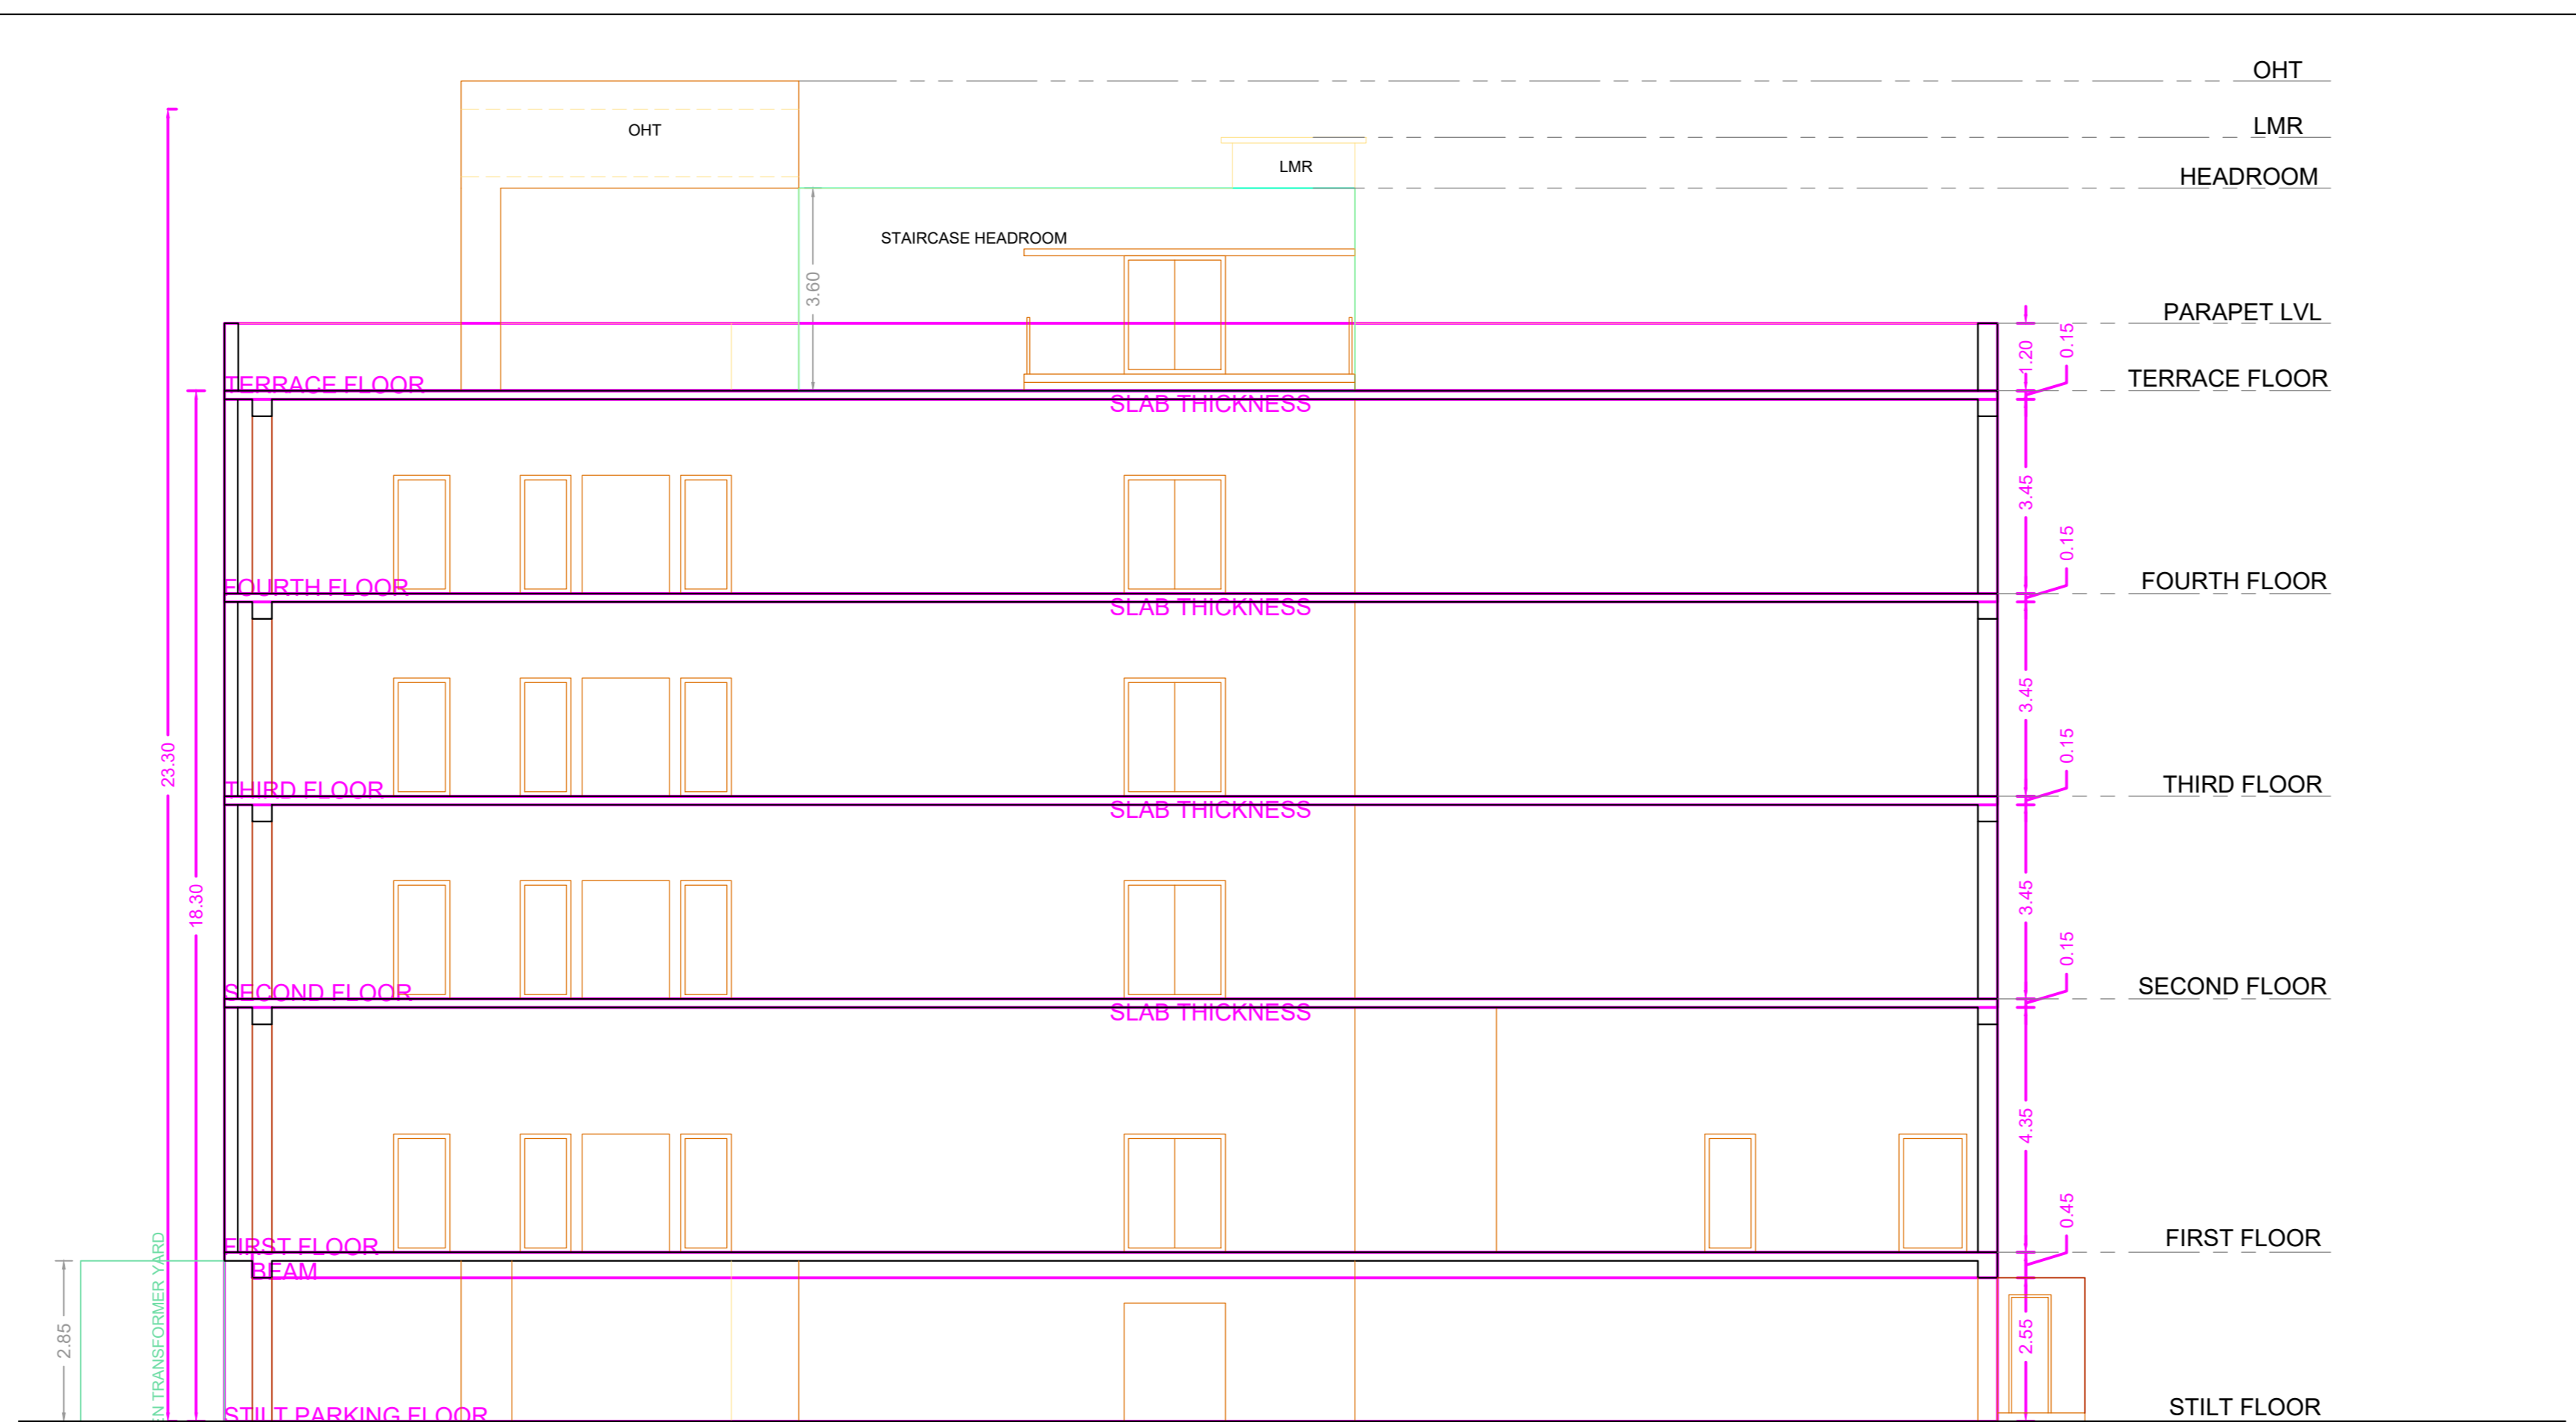 OHT
LMR
OHT
LMR
HEADROOM
STAIRCASE HEADROOM
3.60
PARAPET LVL
1.20
0.15
TERRACE FLOOR
TERRACE FLOOR
SLAB THICKNESS
3.45
0.15
FOURTH FLOOR
FOURTH FLOOR
SLAB THICKNESS
3.45
23.30
0.15
THIRD FLOOR
THIRD FLOOR
SLAB THICKNESS
18.30
3.45
0.15
SECOND FLOOR
SECOND FLOOR
SLAB THICKNESS
4.35
0.45
FIRST FLOOR
FIRST FLOOR
BEAM
2.85
TRANSFORMER YARD
2.55
STILT PARKING FLOOR
STILT FLOOR